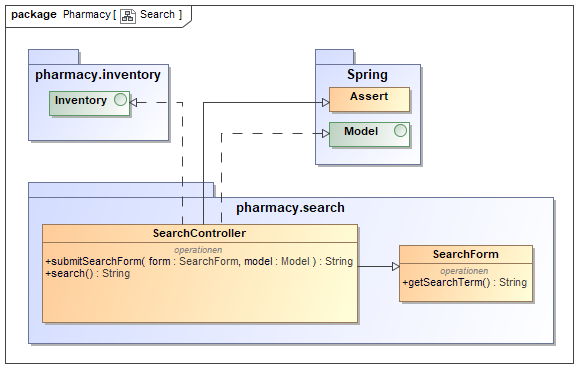 package Pharmacy [ Search ]
pharmacy.inventory
Inventory
Spring
Assert
Model
pharmacy.search
SearchController
operationen
+submitSearchForm( form : SearchForm, model : Model ) : String
+search() : String
SearchForm
operationen
+getSearchTerm() : String